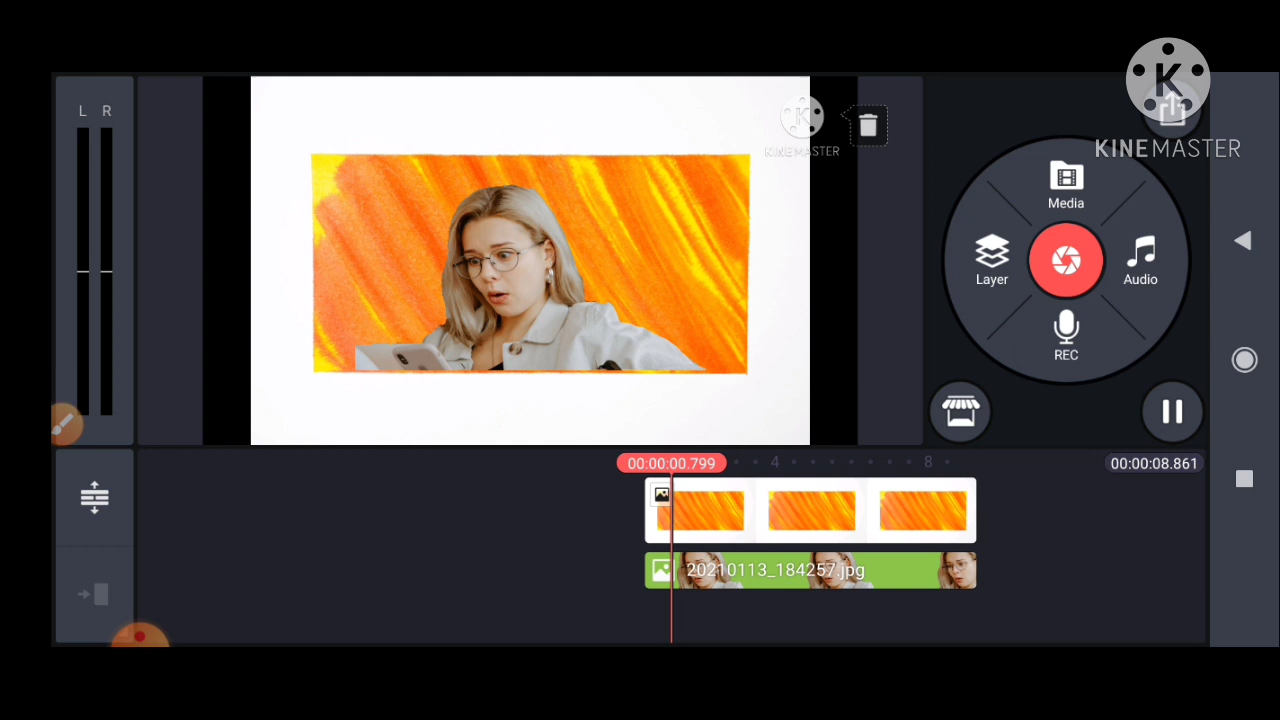 L R
KINEMASTER
KINEMASTER
Media
Layer
Audio
REC
00:00:00.799
4
8
00:00:08.861
20210113_184257.jpg